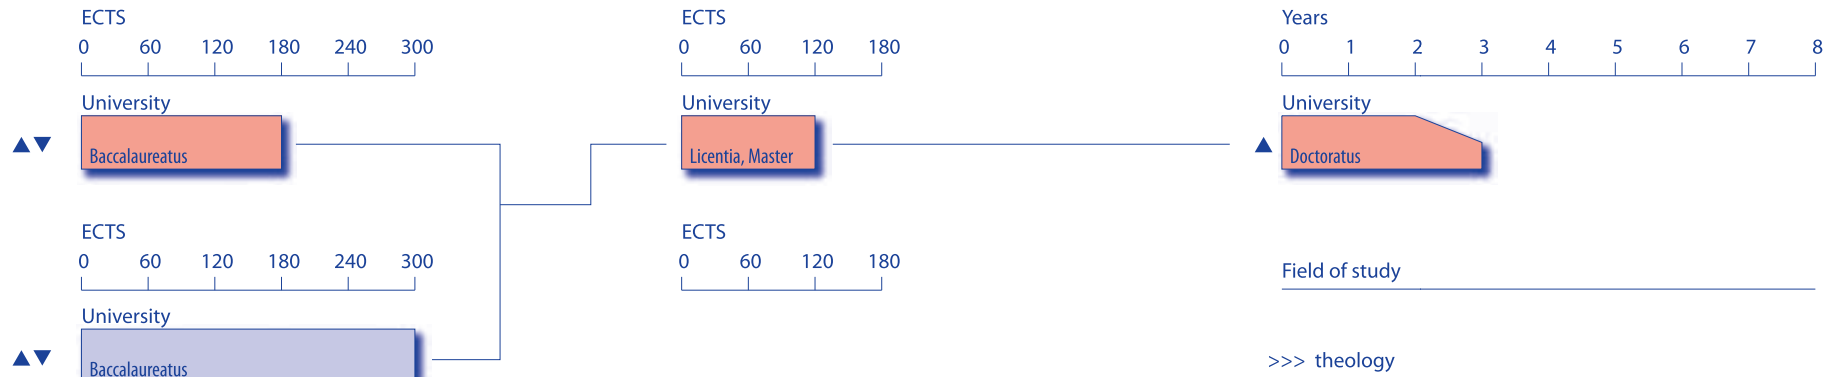 ECTS
0 60 120 180 240 300
University
Baccalaureatus
ECTS
0 60 120 180
University
Licentia, Master
Years
0 1 2 3 4 5 6 7 8
University
Doctoratus
ECTS
0 60 120 180 240 300
University
Baccalaureatus
ECTS
0 60 120 180
Field of study
>>> theology